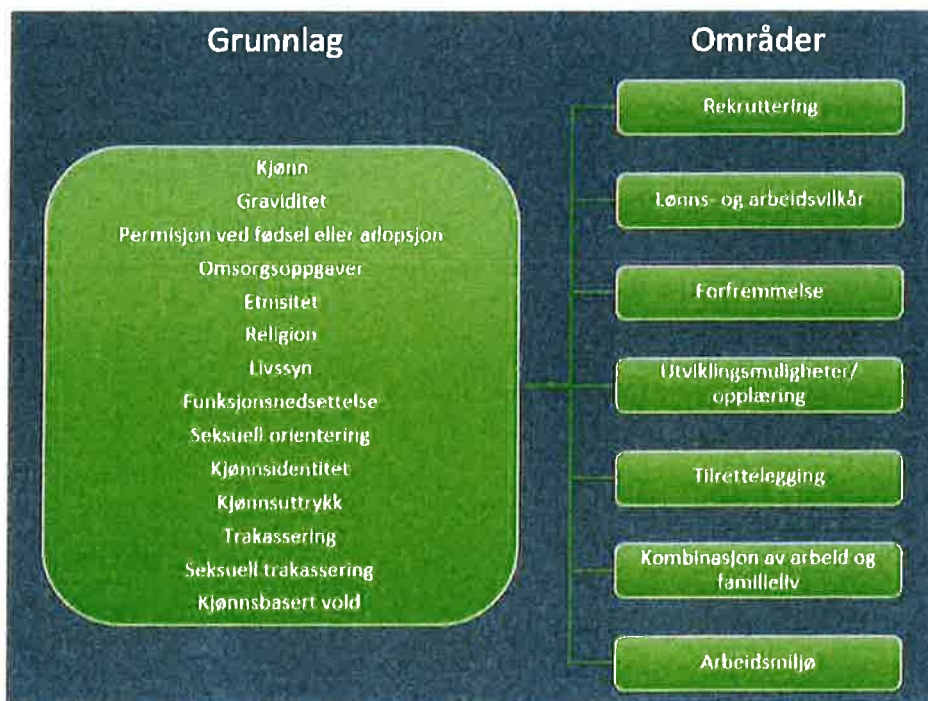 Grunnlag
Kjønn
Graviditet
Permisjon ved fødsel eller adopsjon
Omsorgsoppgaver
Etnisitet
Religion
Livssyn
Funksjonsnedsettelse
Seksuell orientering
Kjønnsidentitet
Kjønnsuttrykk
Trakassering
Seksuell trakassering
Kjønnsbasert vold
Områder
Rekruttering
Lønns- og arbeidsvilkår
Forfremmelse
Utviklingsmuligheter/
opplæring
Tilrettelegging
Kombinasjon av arbeid og
familieliv
Arbeidsmiljø